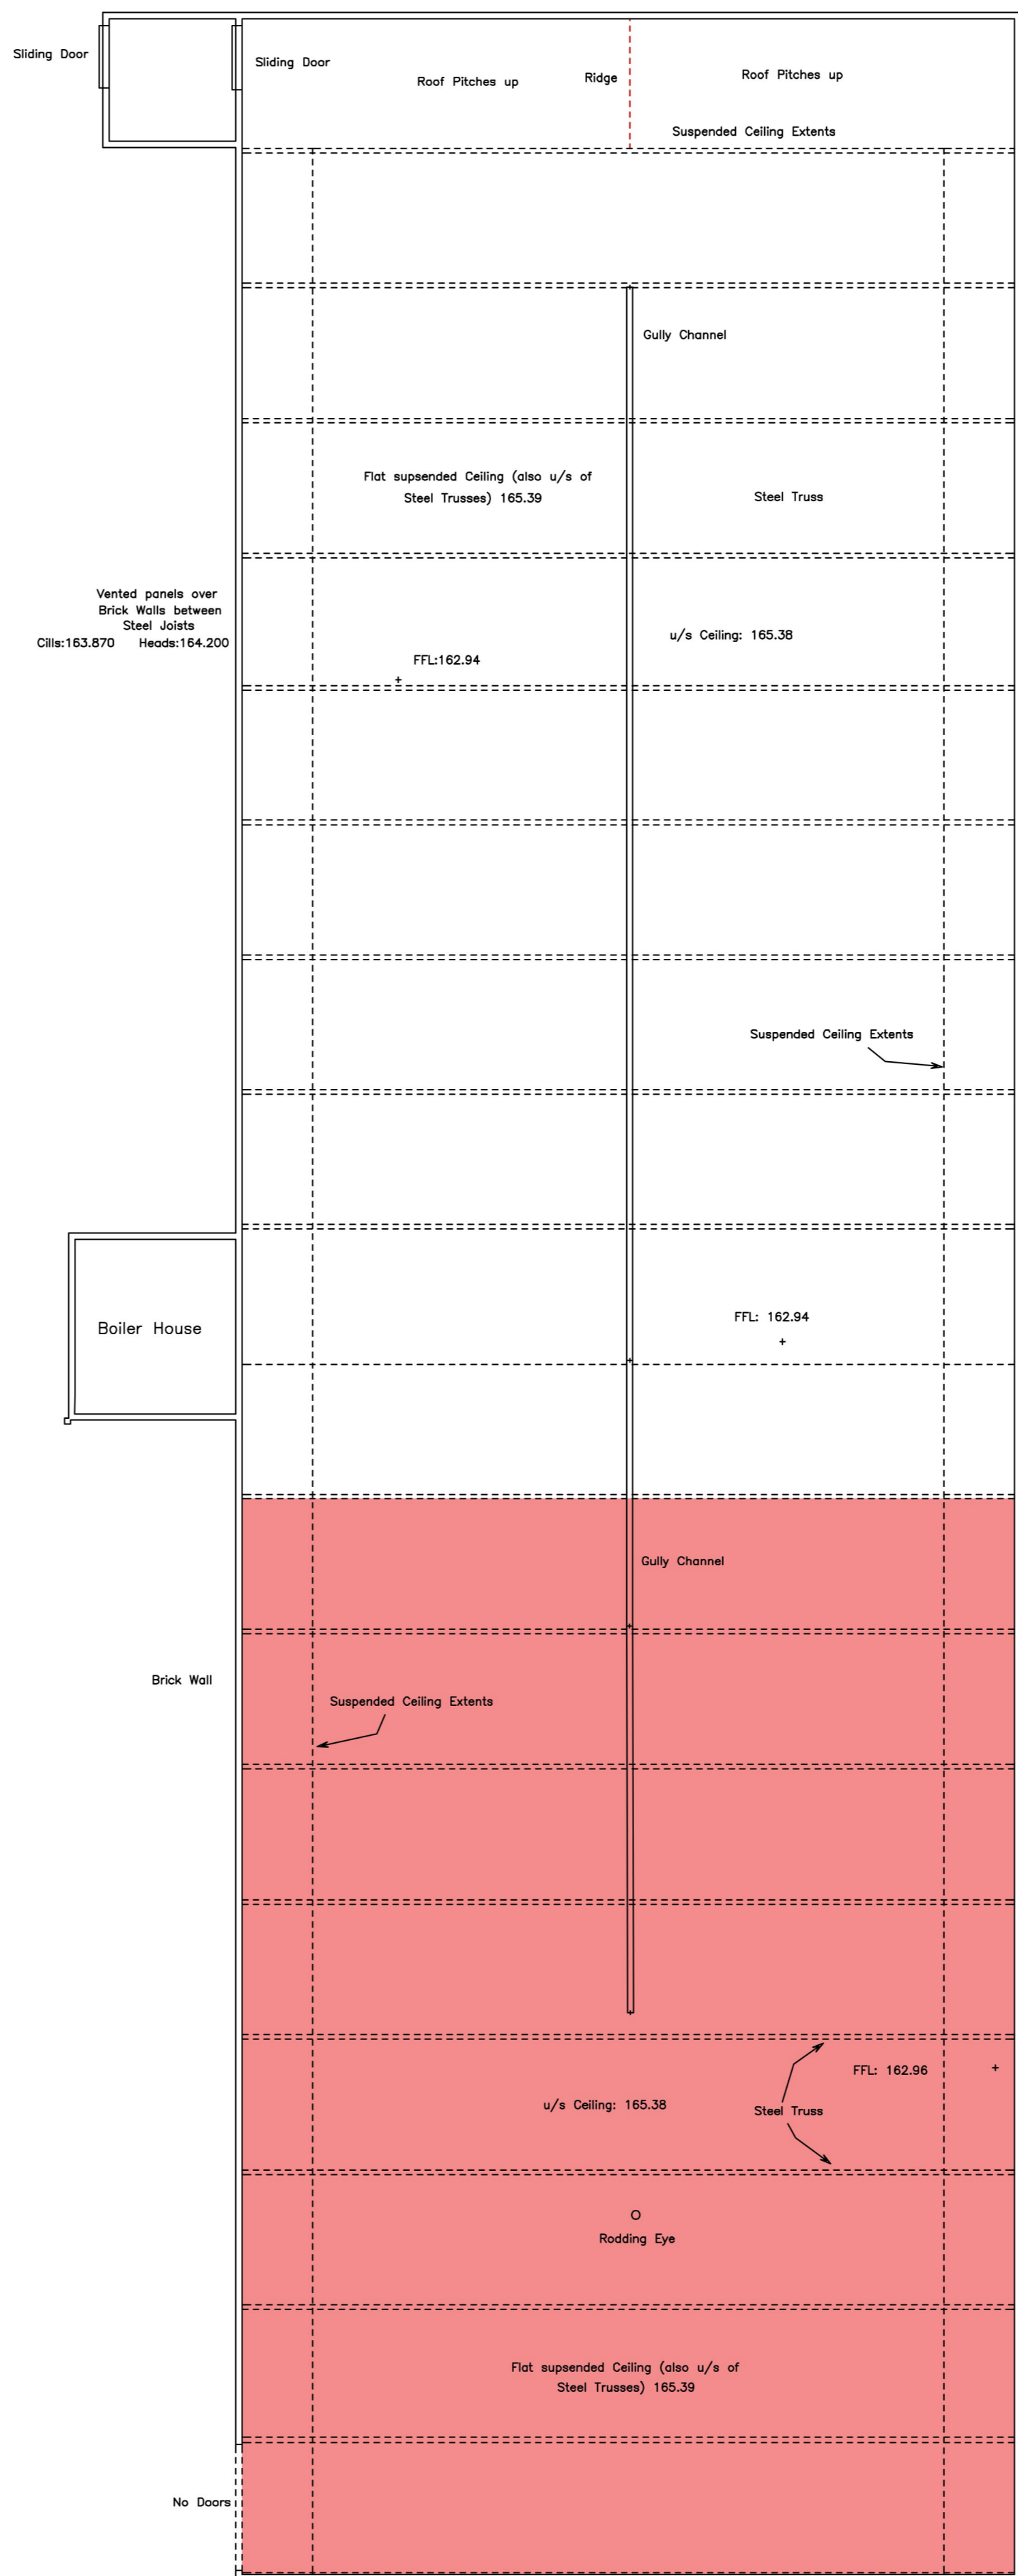 Sliding Door
Sliding Door
Roof Pitches up
Ridge
Roof Pitches up
Suspended Ceiling Extents
Gully Channel
Flat supsended Ceiling (also u/s of
Steel Trusses) 165.39
Steel Truss
Vented panels over
Brick Walls between
Steel Joists
Cills:163.870 Heads:164.200
u/s Ceiling: 165.38
FFL:162.94
Suspended Ceiling Extents
Boiler House
FFL: 162.94
Gully Channel
Brick Wall
Suspended Ceiling Extents
FFL: 162.96
u/s Ceiling: 165.38
Steel Truss
Rodding Eye
Flat supsended Ceiling (also u/s of
Steel Trusses) 165.39
No Doors